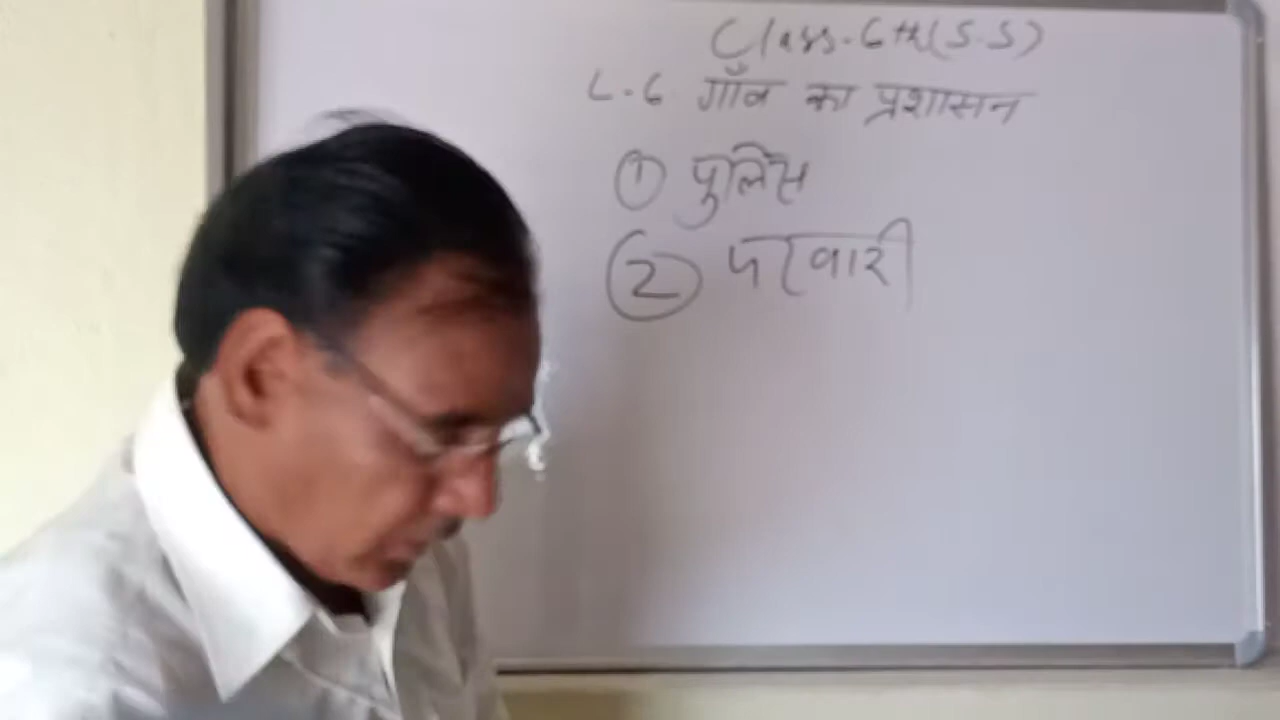 Class-6th(S.S)
L-6 गाँव का प्रशासन
① पुलिस
② पटवारी